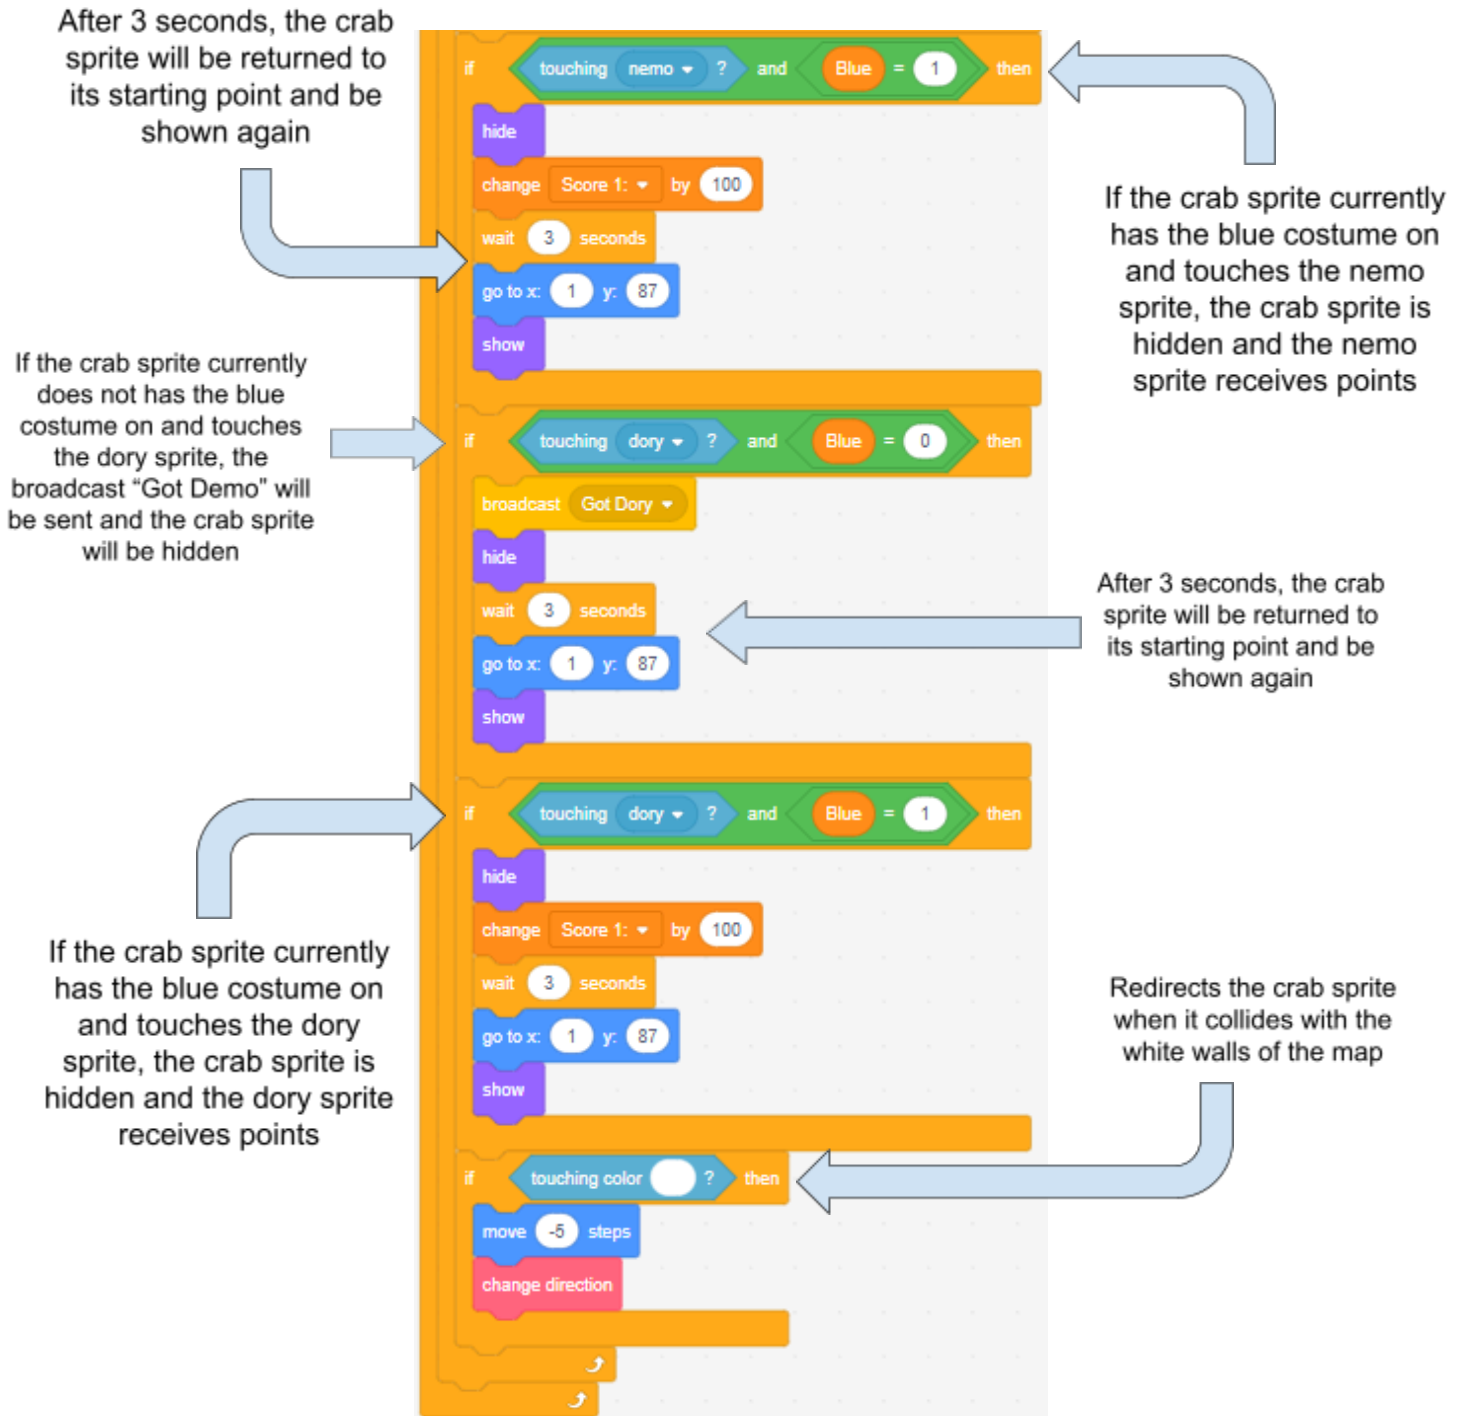 After 3 seconds, the crab
sprite will be returned to
its starting point and be
shown again
if touching nemo ? and Blue = 1 then
hide
change Score 1: by 100
wait 3 seconds
go to x: 1 y: 87
show
If the crab sprite currently
has the blue costume on
and touches the nemo
sprite, the crab sprite is
hidden and the nemo
sprite receives points
If the crab sprite currently
does not has the blue
costume on and touches
the dory sprite, the
broadcast “Got Demo” will
be sent and the crab sprite
will be hidden
if touching dory ? and Blue = 0 then
broadcast Got Dory
hide
wait 3 seconds
go to x: 1 y: 87
show
After 3 seconds, the crab
sprite will be returned to
its starting point and be
shown again
if touching dory ? and Blue = 1 then
hide
change Score 1: by 100
wait 3 seconds
go to x: 1 y: 87
show
If the crab sprite currently
has the blue costume on
and touches the dory
sprite, the crab sprite is
hidden and the dory sprite
receives points
Redirects the crab sprite
when it collides with the
white walls of the map
if touching color ? then
move -5 steps
change direction